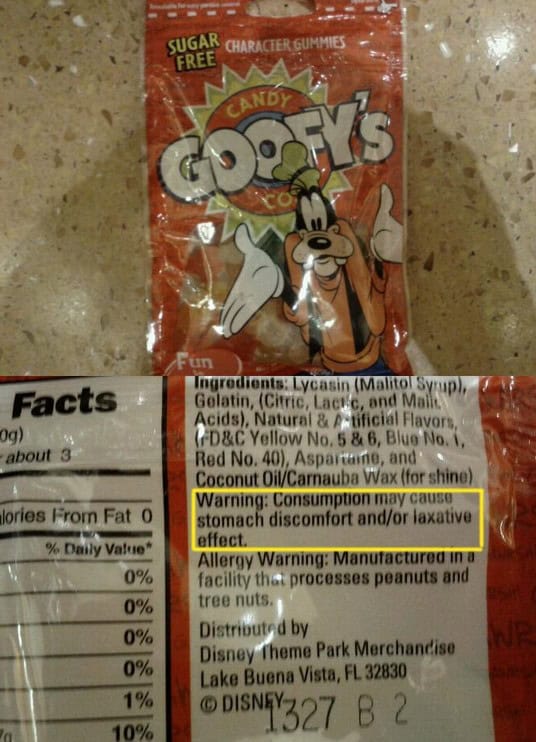 SUGAR FREE CHARACTER GUMMIES
CANDY
GOOFY'S
CO
Fun
Facts
0g)
about 3
lories From Fat 0
% Daily Value*
0%
0%
0%
0%
1%
10%
Ingredients: Lycasin (Maltitol Syrup),
Gelatin, (Citric, Lactic, and Malic
Acids), Natural & Artificial Flavors,
(FD&C Yellow No. 5 & 6, Blue No. 1,
Red No. 40), Aspartame, and
Coconut Oil/Carnauba Wax (for shine)
Warning: Consumption may cause
stomach discomfort and/or laxative
effect.
Allergy Warning: Manufactured in a
facility that processes peanuts and
tree nuts.
Distributed by
Disney Theme Park Merchandise
Lake Buena Vista, FL 32830
© DISNEY
1327 B 2